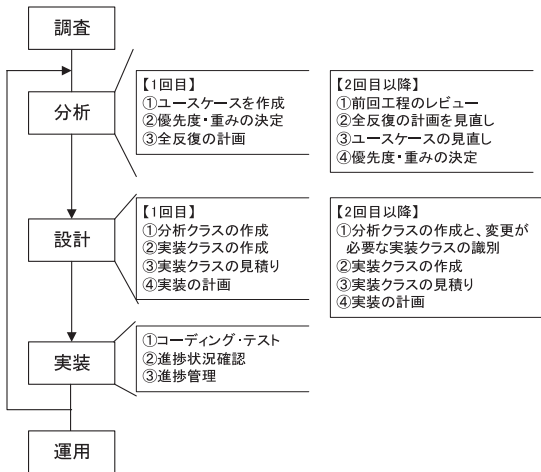 調査
分析
【1回目】
①ユースケースを作成
②優先度・重みの決定
③全反復の計画
【2回目以降】
①前回工程のレビュー
②全反復の計画を見直し
③ユースケースの見直し
④優先度・重みの決定
設計
【1回目】
①分析クラスの作成
②実装クラスの作成
③実装クラスの見積り
④実装の計画
【2回目以降】
①分析クラスの作成と、変更が
必要な実装クラスの識別
②実装クラスの作成
③実装クラスの見積り
④実装の計画
実装
①コーディング・テスト
②進捗状況確認
③進捗管理
運用